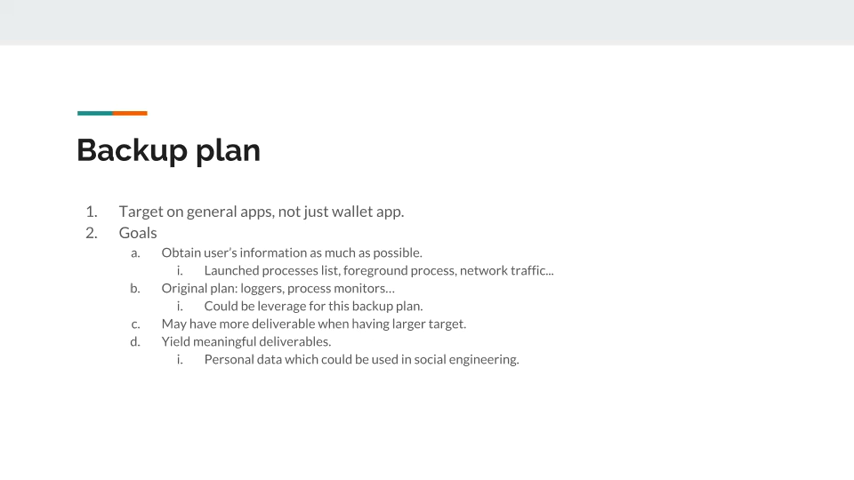 Backup plan
1. Target on general apps, not just wallet app.
2. Goals
a. Obtain user's information as much as possible.
i. Launched processes list, foreground process, network traffic...
b. Original plan: loggers, process monitors...
i. Could be leverage for this backup plan.
c. May have more deliverable when having larger target.
d. Yield meaningful deliverables.
i. Personal data which could be used in social engineering.